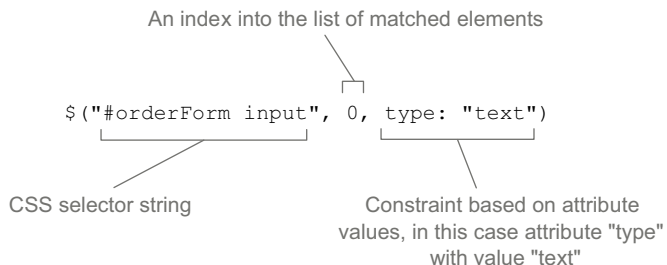 An index into the list of matched elements
$("#orderForm input", 0, type: "text")
CSS selector string
Constraint based on attribute
values, in this case attribute "type"
with value "text"